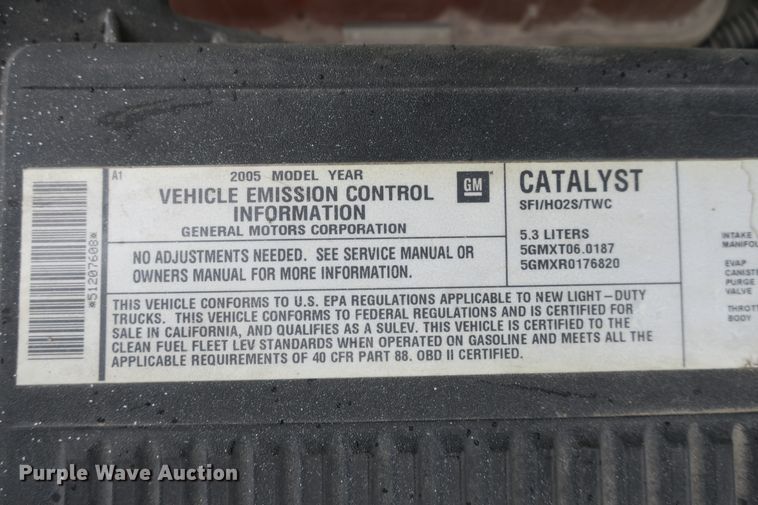 *51207608*
A1
2005 MODEL YEAR
VEHICLE EMISSION CONTROL
INFORMATION
GENERAL MOTORS CORPORATION
GM
NO ADJUSTMENTS NEEDED. SEE SERVICE MANUAL OR
OWNERS MANUAL FOR MORE INFORMATION.
CATALYST
SFI/HO2S/TWC
5.3 LITERS
5GMXT06.0187
5GMXR0176820
THIS VEHICLE CONFORMS TO U.S. EPA REGULATIONS APPLICABLE TO NEW LIGHT-DUTY
TRUCKS. THIS VEHICLE CONFORMS TO FEDERAL REGULATIONS AND IS CERTIFIED FOR
SALE IN CALIFORNIA, AND QUALIFIES AS A SULEV. THIS VEHICLE IS CERTIFIED TO THE
CLEAN FUEL FLEET LEV STANDARDS WHEN OPERATED ON GASOLINE AND MEETS ALL THE
APPLICABLE REQUIREMENTS OF 40 CFR PART 88. OBD II CERTIFIED.
INTAKE
EVAP
PURGE
VALVE
BODY
Purple Wave Auction